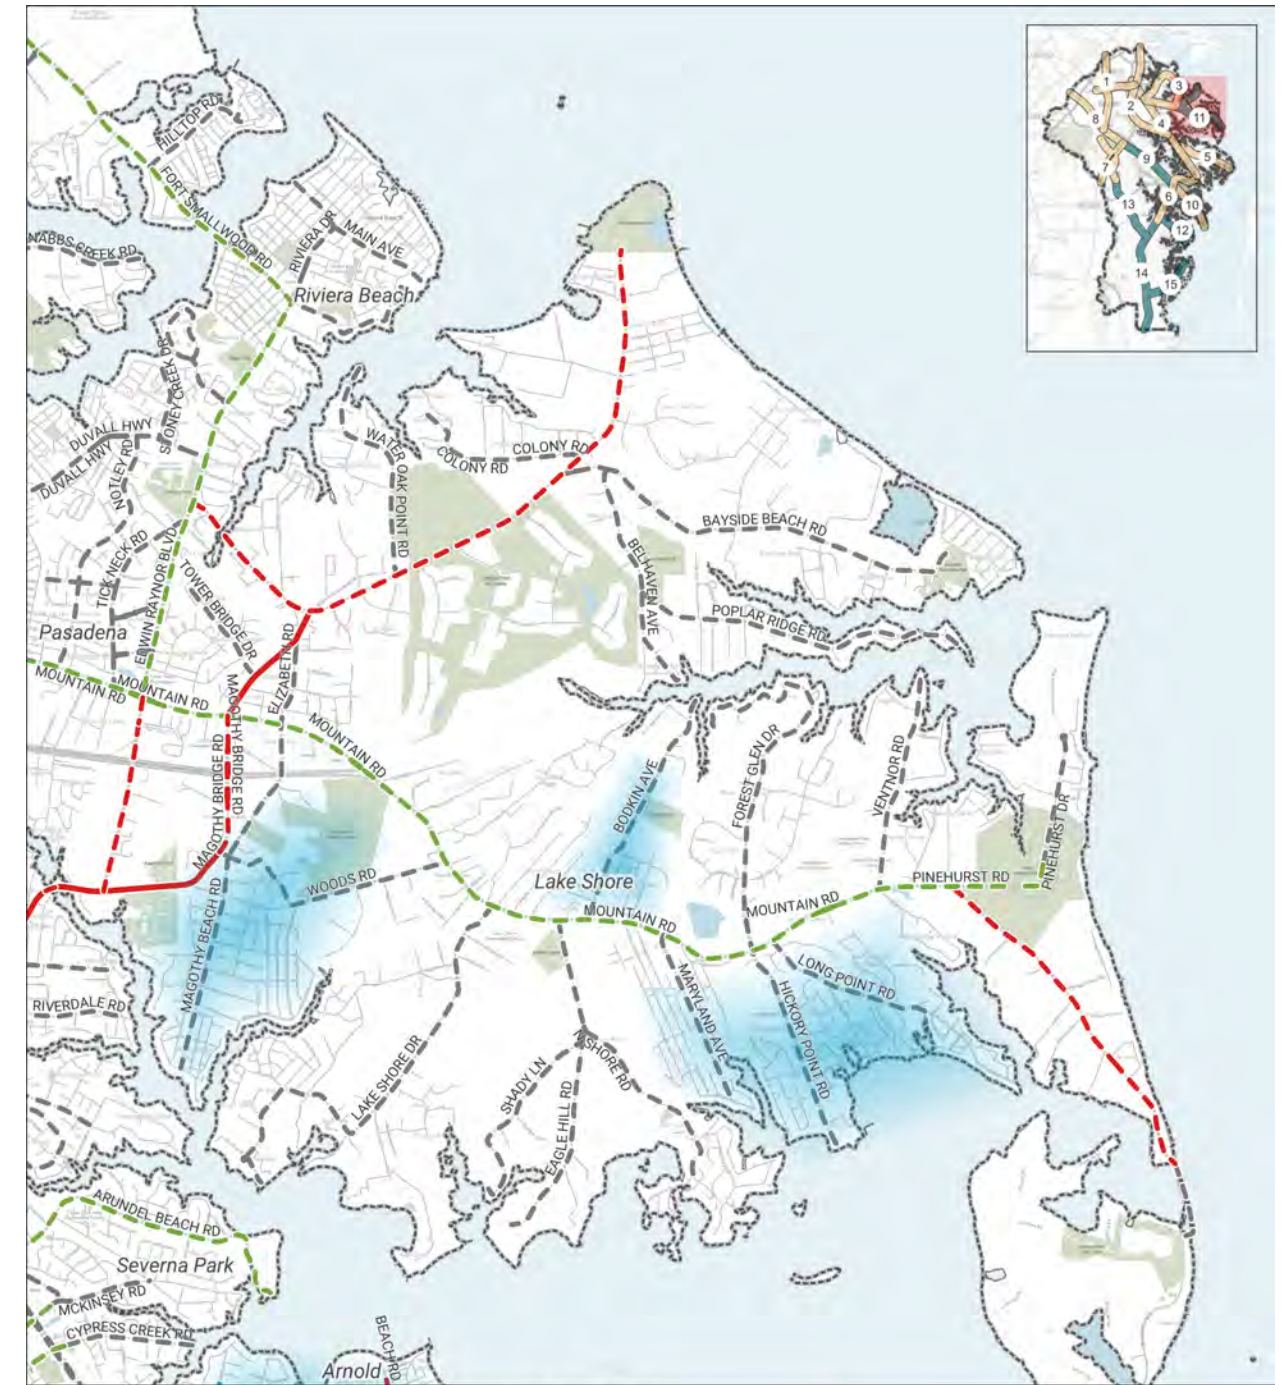 HILLTOP RD
FORT SMALLWOOD RD
NABBS CREEK RD
RIVIERA DR
MAIN AVE
Riviera Beach
1
2
3
4
11
8
7
9
5
6
10
13
12
14
15
STONEY CREEK DR
DUVALL HWY
DUVALL HWY
NOTLEY RD
WATER OAK POINT RD
COLONY RD
COLONY RD
BAYSIDE BEACH RD
TICK NECK RD
EDWIN RAYNOR BLVD
TOWER BRIDGE DR
BELHAVEN AVE
POPLAR RIDGE RD
Pasadena
ELIZABETH RD
MOUNTAIN RD
MOUNTAIN RD
MOUNTAIN RD
MAGOTHY BRIDGE RD
MAGOTHY BRIDGE RD
BODKIN AVE
FOREST GLEN DR
VENTNOR RD
PINEHURST DR
PINEHURST RD
WOODS RD
Lake Shore
MOUNTAIN RD
MOUNTAIN RD
MAGOTHY BEACH RD
RIVERDALE RD
LONG POINT RD
HICKORY POINT RD
MARYLAND AVE
LAKE SHORE DR
SHADY LN
N SHORE RD
EAGLE HILL RD
ARUNDEL BEACH RD
Severna Park
MCKINSEY RD
CYPRESS CREEK RD
BEACH RD
Arnold